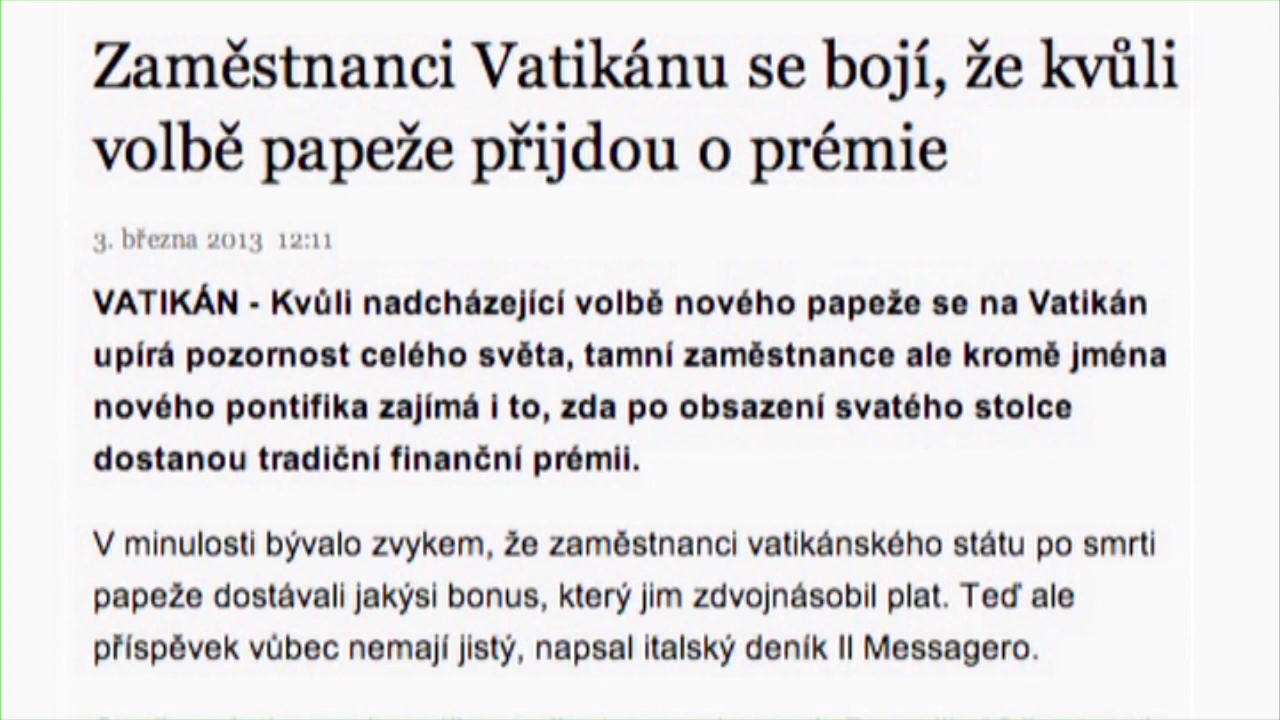 Zaměstnanci Vatikánu se bojí, že kvůli
volbě papeže přijdou o prémie
3. března 2013 12:11
VATIKÁN - Kvůli nadcházející volbě nového papeže se na Vatikán
upírá pozornost celého světa, tamní zaměstnance ale kromě jména
nového pontifika zajímá i to, zda po obsazení svatého stolce
dostanou tradiční finanční prémii.
V minulosti bývalo zvykem, že zaměstnanci vatikánského státu po smrti
papeže dostávali jakýsi bonus, který jim zdvojnásobil plat. Teď ale
příspěvek vůbec nemají jistý, napsal italský deník Il Messagero.